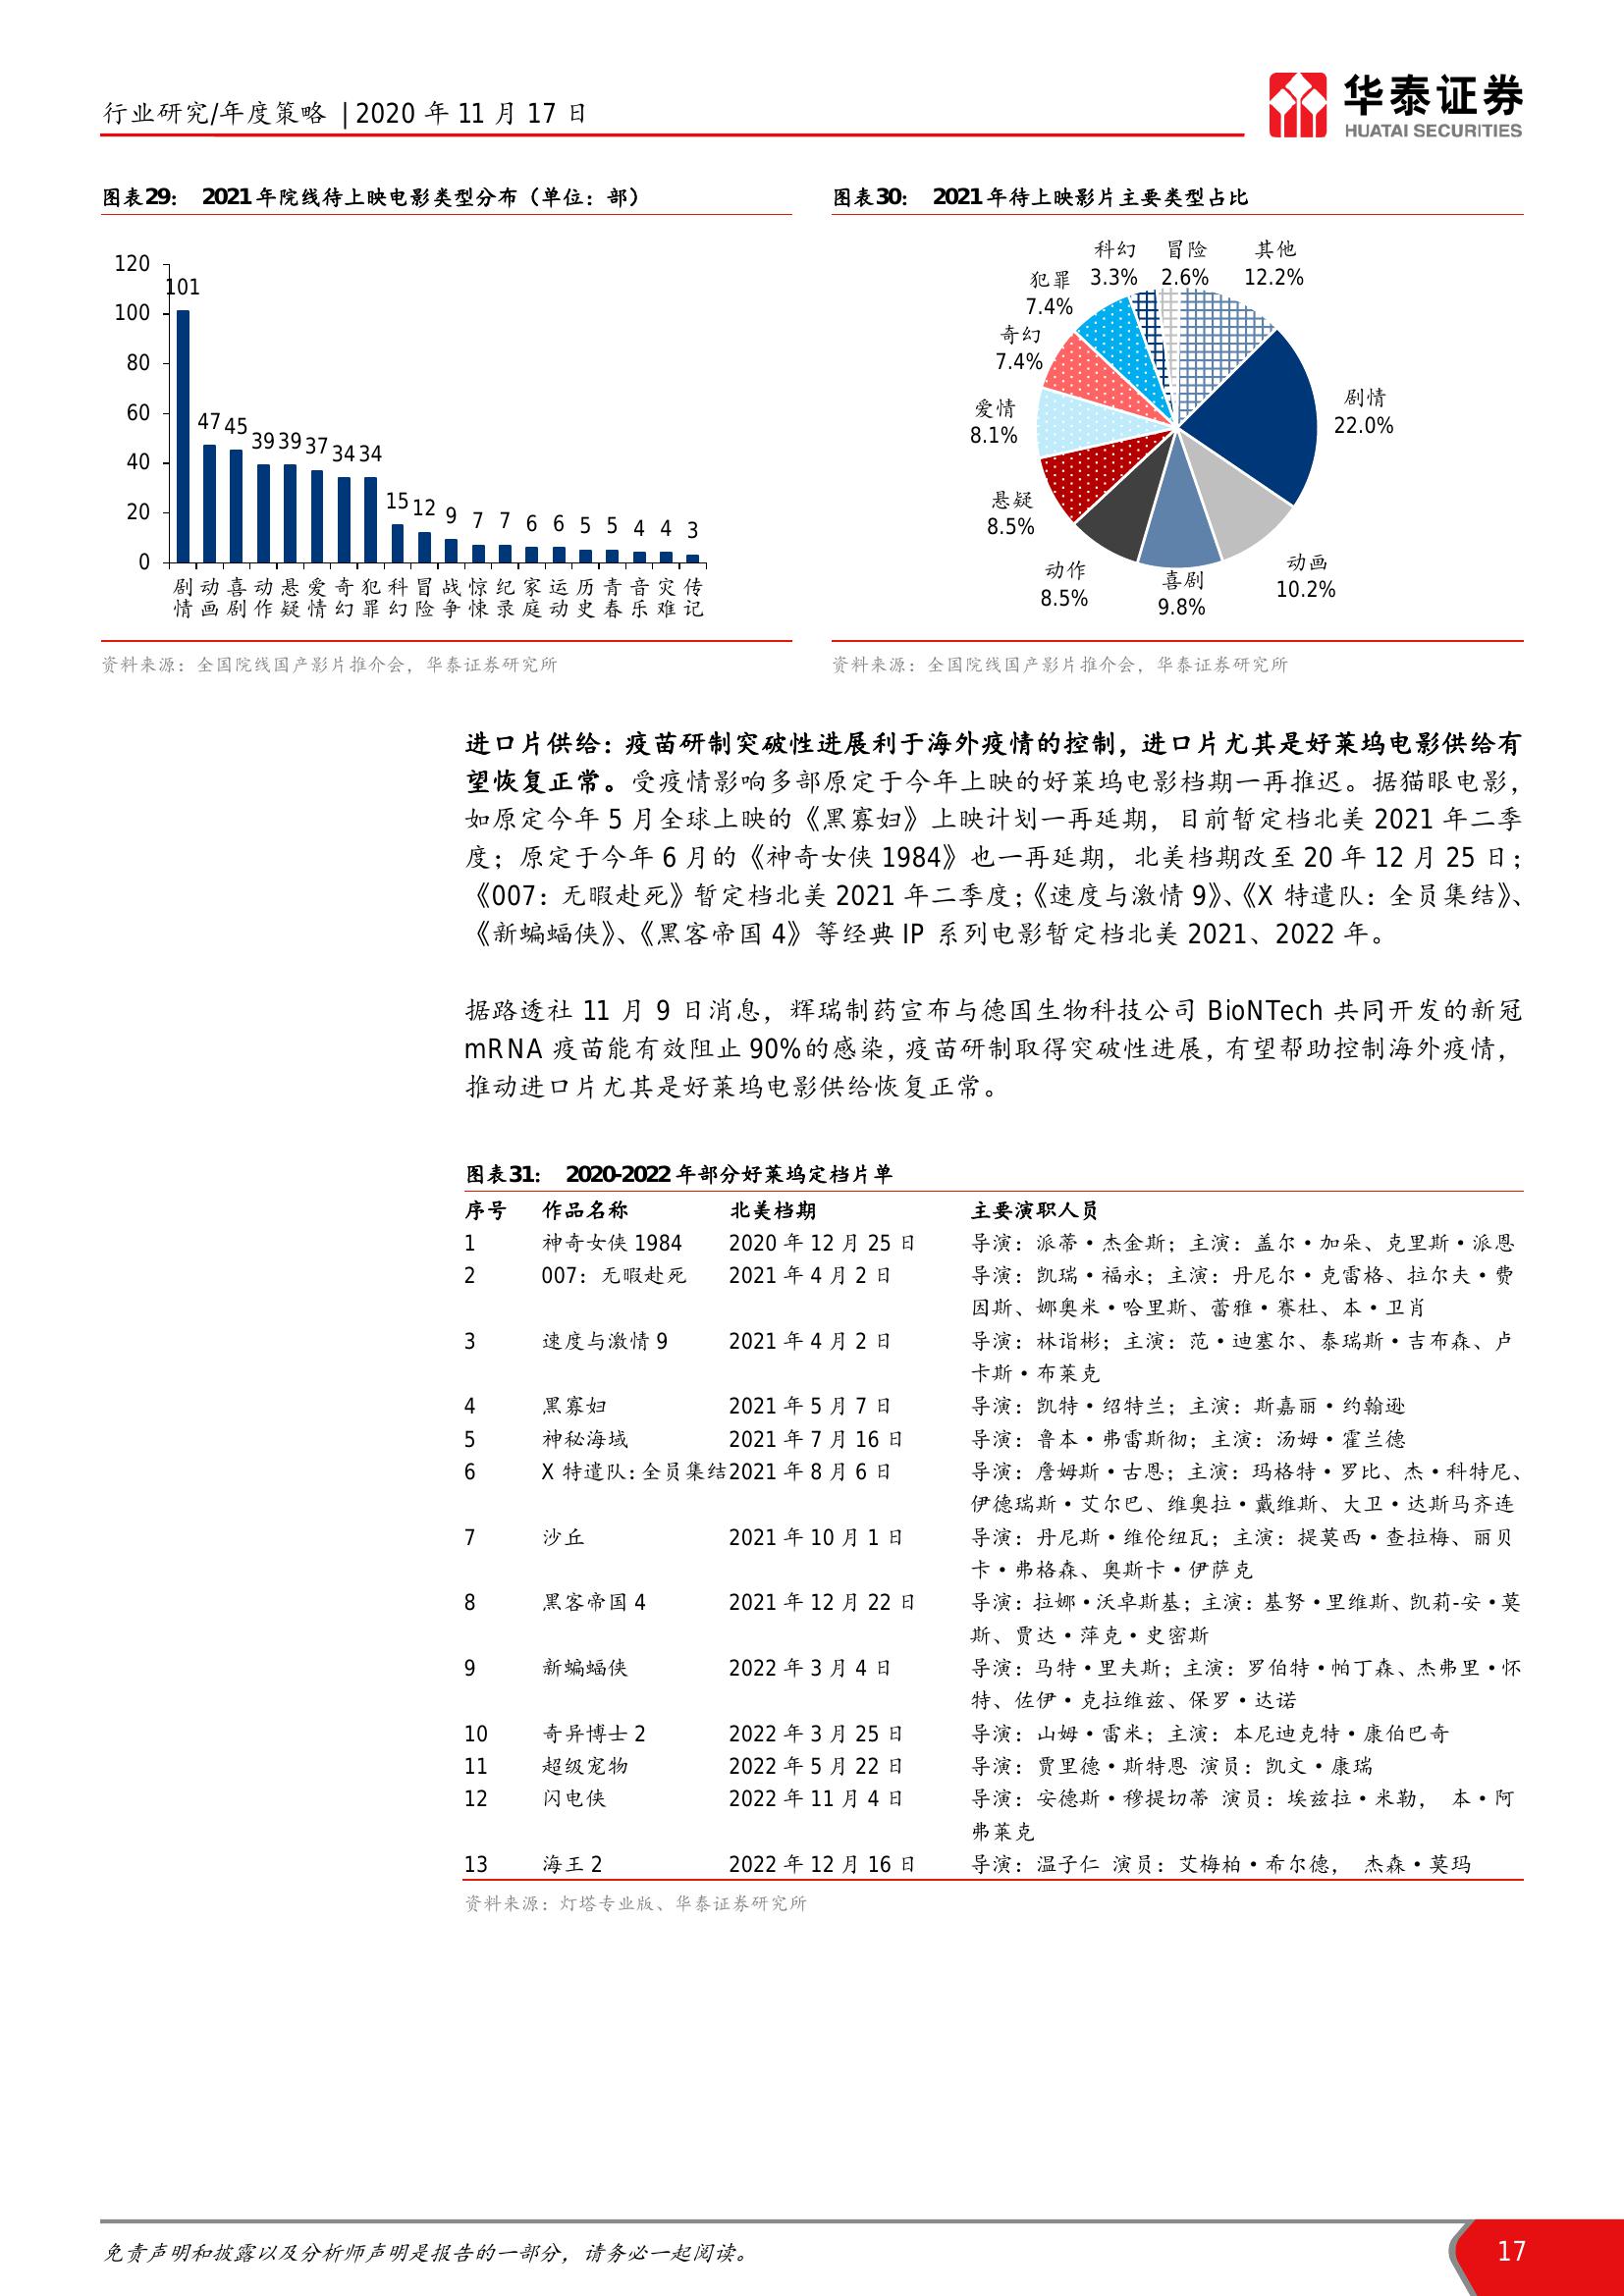 行业研究/年度策略 | 2020 年 11 月 17 日
华泰证券
HUATAI SECURITIES
图表29： 2021 年院线待上映电影类型分布（单位：部）
120
100
80
60
40
20
0
101 47 45 39 39 37 34 34 15 12 9 7 7 6 6 5 5 4 4 3
剧情 动画 喜剧 动作 悬疑 爱情 奇幻 犯罪 科幻 冒险 战争 惊悚 纪录 家庭 运动 历史 青春 音乐 灾难 传记
资料来源：全国院线国产影片推介会，华泰证券研究所
图表30： 2021 年待上映影片主要类型占比
其他
12.2%
剧情
22.0%
动画
10.2%
喜剧
9.8%
动作
8.5%
悬疑
8.5%
爱情
8.1%
奇幻
7.4%
犯罪
7.4%
科幻
3.3%
冒险
2.6%
资料来源：全国院线国产影片推介会，华泰证券研究所
进口片供给：疫苗研制突破性进展利于海外疫情的控制，进口片尤其是好莱坞电影供给有
望恢复正常。受疫情影响多部原定于今年上映的好莱坞电影档期一再推迟。据猫眼电影，
如原定今年 5 月全球上映的《黑寡妇》上映计划一再延期，目前暂定档北美 2021 年二季
度；原定于今年 6 月的《神奇女侠 1984》也一再延期，北美档期改至 20 年 12 月 25 日；
《007：无暇赴死》暂定档北美 2021 年二季度；《速度与激情 9》、《X 特遣队：全员集结》、
《新蝙蝠侠》、《黑客帝国 4》等经典 IP 系列电影暂定档北美 2021、2022 年。
据路透社 11 月 9 日消息，辉瑞制药宣布与德国生物科技公司 BioNTech 共同开发的新冠
mRNA 疫苗能有效阻止 90%的感染，疫苗研制取得突破性进展，有望帮助控制海外疫情，
推动进口片尤其是好莱坞电影供给恢复正常。
图表31： 2020-2022 年部分好莱坞定档片单
序号 作品名称 北美档期 主要演职人员
1 神奇女侠 1984 2020 年 12 月 25 日 导演：派蒂·杰金斯；主演：盖尔·加朵、克里斯·派恩
2 007：无暇赴死 2021 年 4 月 2 日 导演：凯瑞·福永；主演：丹尼尔·克雷格、拉尔夫·费
因斯、娜奥米·哈里斯、蕾雅·赛杜、本·卫肖
3 速度与激情 9 2021 年 4 月 2 日 导演：林诣彬；主演：范·迪塞尔、泰瑞斯·吉布森、卢
卡斯·布莱克
4 黑寡妇 2021 年 5 月 7 日 导演：凯特·绍特兰；主演：斯嘉丽·约翰逊
5 神秘海域 2021 年 7 月 16 日 导演：鲁本·弗雷斯彻；主演：汤姆·霍兰德
6 X 特遣队：全员集结 2021 年 8 月 6 日 导演：詹姆斯·古恩；主演：玛格特·罗比、杰·科特尼、
伊德瑞斯·艾尔巴、维奥拉·戴维斯、大卫·达斯马齐连
7 沙丘 2021 年 10 月 1 日 导演：丹尼斯·维伦纽瓦；主演：提莫西·查拉梅、丽贝
卡·弗格森、奥斯卡·伊萨克
8 黑客帝国 4 2021 年 12 月 22 日 导演：拉娜·沃卓斯基；主演：基努·里维斯、凯莉-安·莫
斯、贾达·萍克·史密斯
9 新蝙蝠侠 2022 年 3 月 4 日 导演：马特·里夫斯；主演：罗伯特·帕丁森、杰弗里·怀
特、佐伊·克拉维兹、保罗·达诺
10 奇异博士 2 2022 年 3 月 25 日 导演：山姆·雷米；主演：本尼迪克特·康伯巴奇
11 超级宠物 2022 年 5 月 22 日 导演：贾里德·斯特恩 演员：凯文·康瑞
12 闪电侠 2022 年 11 月 4 日 导演：安德斯·穆提切蒂 演员：埃兹拉·米勒， 本·阿
弗莱克
13 海王 2 2022 年 12 月 16 日 导演：温子仁 演员：艾梅柏·希尔德， 杰森·莫玛
资料来源：灯塔专业版、华泰证券研究所
免责声明和披露以及分析师声明是报告的一部分，请务必一起阅读。
17